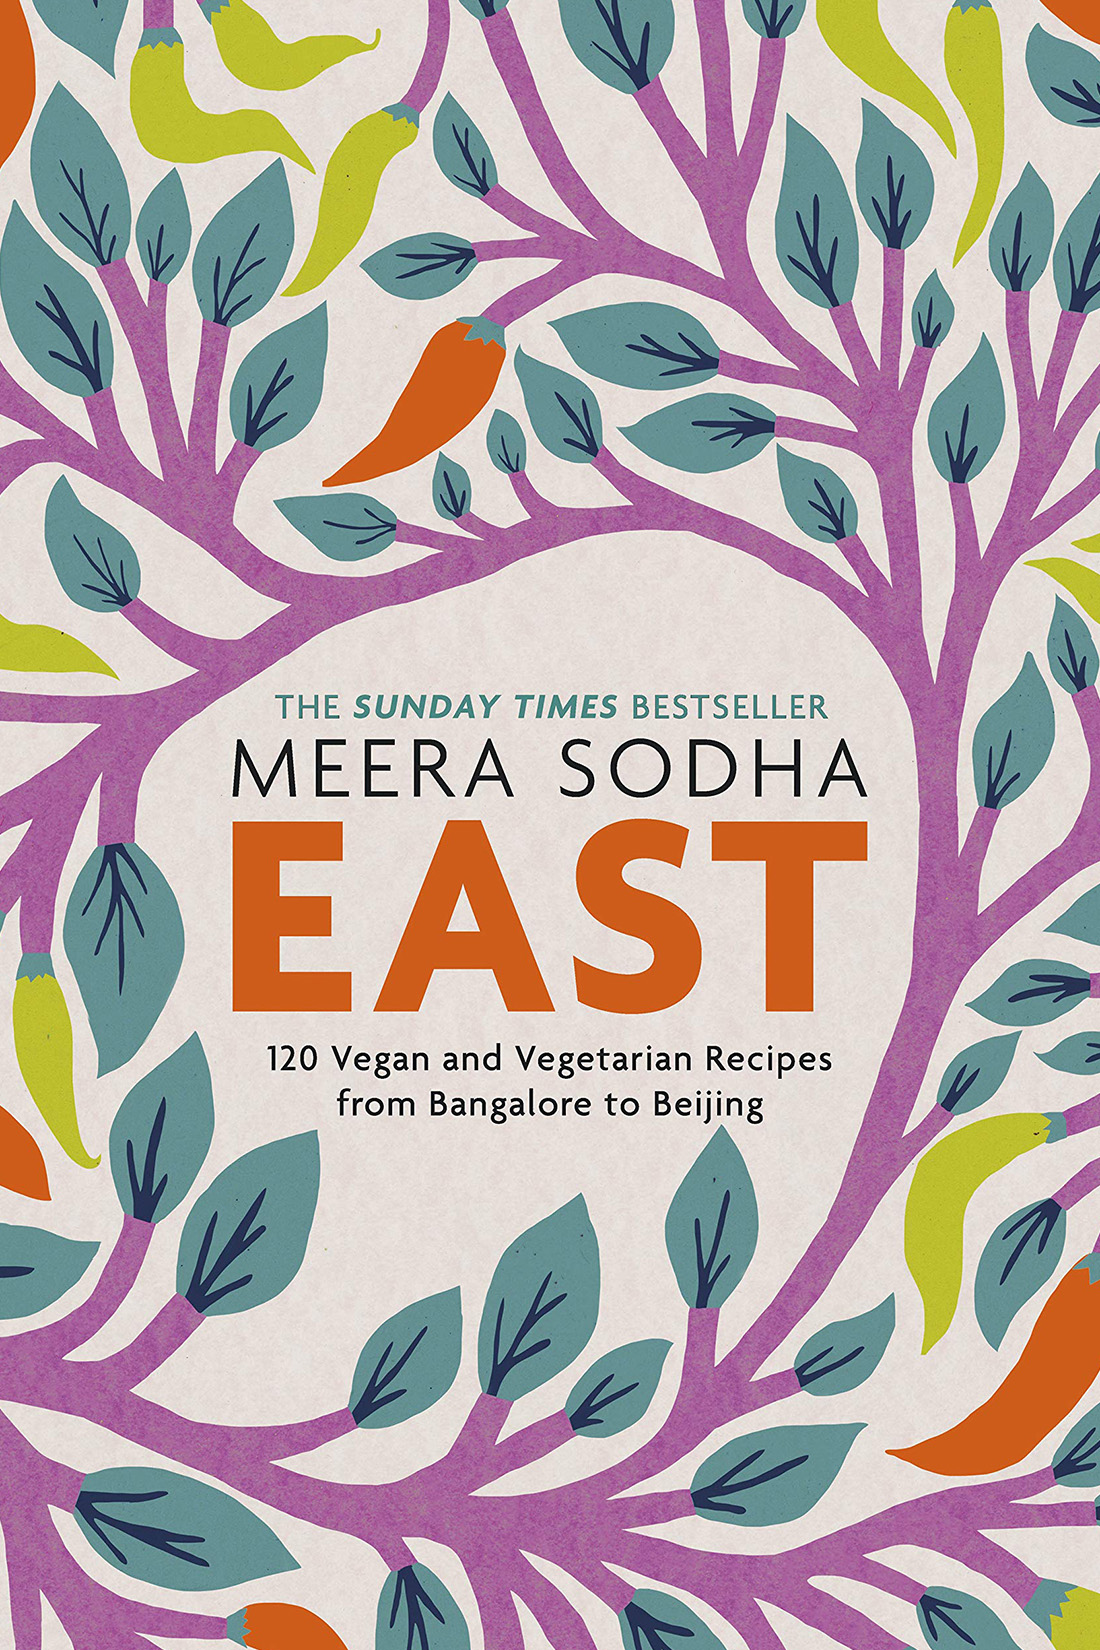 THE SUNDAY TIMES BESTSELLER
MEERA SODHA
EAST
120 Vegan and Vegetarian Recipes
from Bangalore to Beijing